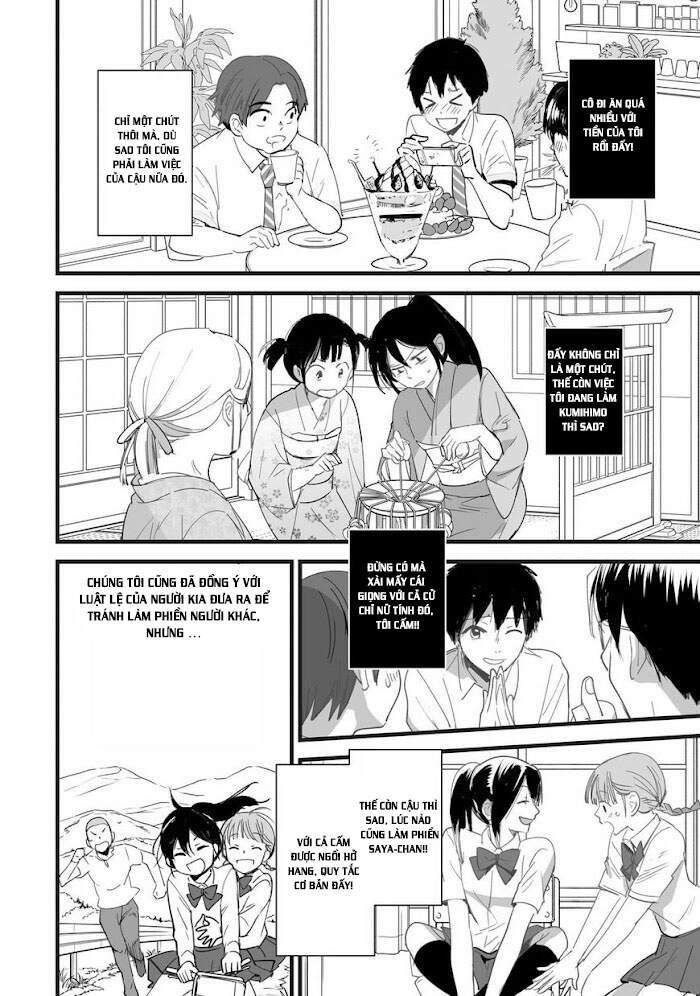 CHỈ MỘT CHÚT
THÔI MÀ, DÙ
SAO TÔI CŨNG
PHẢI LÀM VIỆC
CỦA CẬU NỮA ĐÓ.
CÔ ĐI ĂN QUÁ
NHIỀU VỚI
TIỀN CỦA TÔI
RỒI ĐẤY!
ĐẤY KHÔNG CHỈ
LÀ MỘT CHÚT,
THẾ CÒN VIỆC
TÔI ĐANG LÀM
KUMIHIMO
THÌ SAO?
ĐỪNG CÓ MÀ
XÀI MẤY CÁI
GIỌNG VỚI CẢ CỬ
CHỈ NỮ TÍNH ĐÓ,
TÔI CẤM!!
CHÚNG TÔI CŨNG ĐÃ ĐỒNG Ý VỚI
LUẬT LỆ CỦA NGƯỜI KIA ĐƯA RA ĐỂ
TRÁNH LÀM PHIỀN NGƯỜI KHÁC,
NHƯNG ...
THẾ CÒN CẬU THÌ
SAO, LÚC NÀO
CŨNG LÀM PHIỀN
SAYA-CHAN!!
VỚI CẢ CẤM
ĐƯỢC NGỒI HỞ
HANG, QUY TẮC
CƠ BẢN ĐẤY!